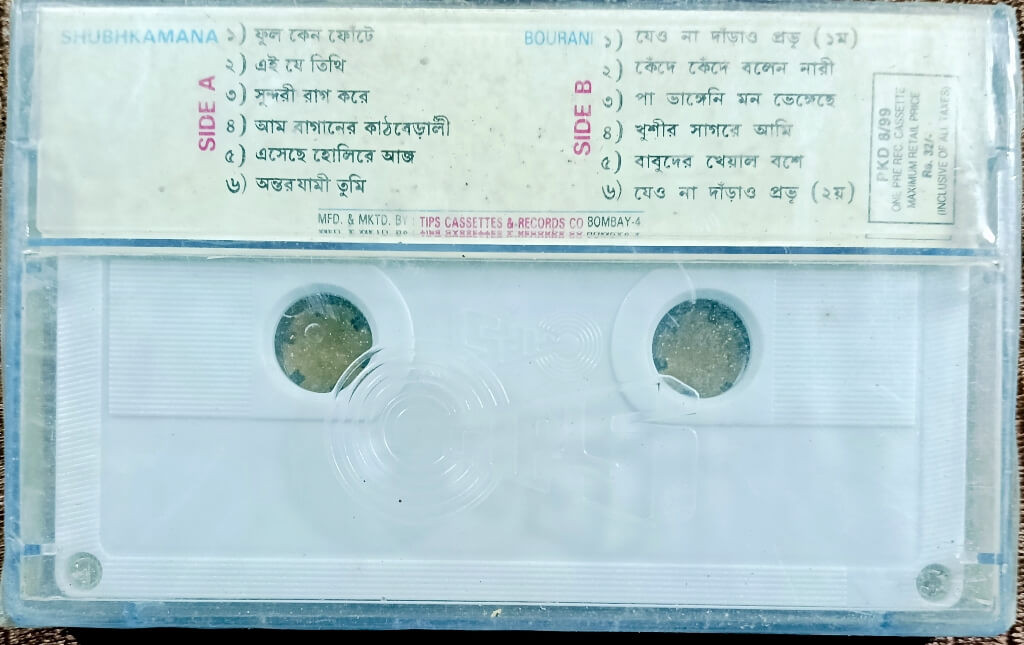 SHUBHKAMANA
SIDE A
১) ফুল কেন ফোঁটে
২) এই যে তিথি
৩) সুন্দরী রাগ করে
৪) আম বাগানের কাঠবেড়ালী
৫) এসেছে হোলিরে আজ
৬) অন্তরযামী তুমি
BOURANI
SIDE B
১) যেও না দাঁড়াও প্রভু (১ম)
২) কেঁদে কেঁদে বলেন নারী
৩) পা ভাঙ্গেনি মন ভেঙ্গেছে
৪) খুশীর সাগরে আমি
৫) বাবুদের খেয়াল বশে
৬) যেও না দাঁড়াও প্রভু (২য়)
PKD 8/99
ONE PRE REC. CASSETTE
MAXIMUM RETAIL PRICE
Rs. 32/-
(INCLUSIVE OF ALL TAXES)
MFD. & MKTD. BY : TIPS CASSETTES & RECORDS CO BOMBAY-4
TIPS